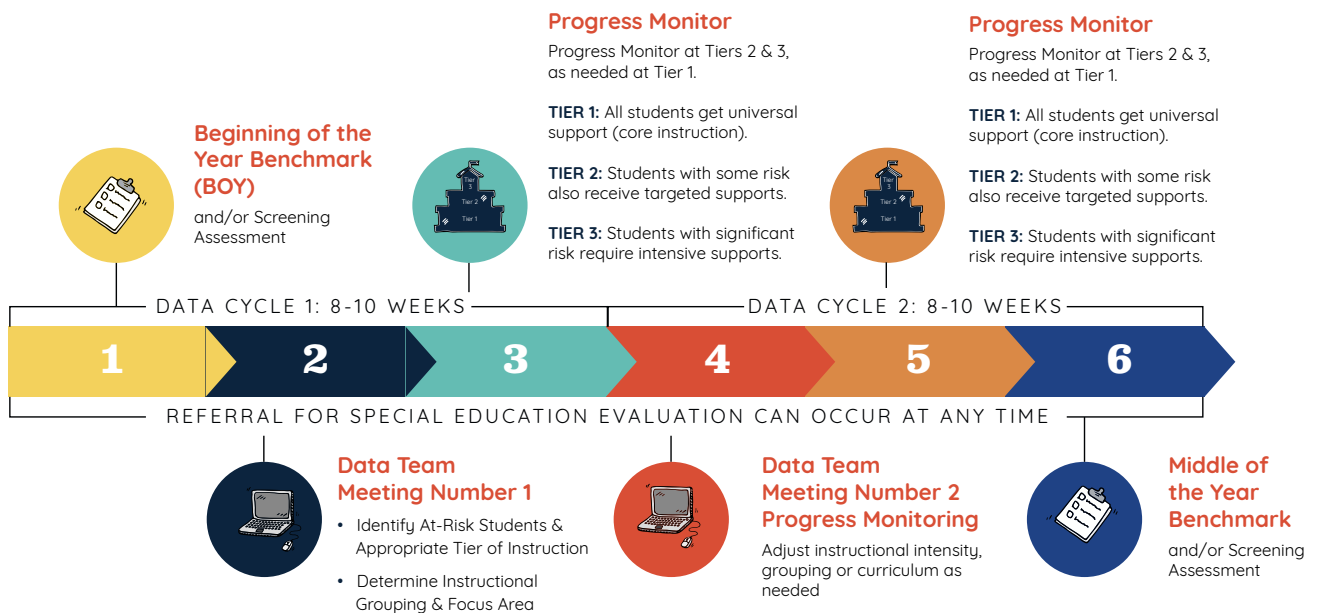 Beginning of the
Year Benchmark
(BOY)
and/or Screening
Assessment
Tier
3
Tier 2
Tier 1
Progress Monitor
Progress Monitor at Tiers 2 & 3,
as needed at Tier 1.
TIER 1: All students get universal
support (core instruction).
TIER 2: Students with some risk
also receive targeted supports.
TIER 3: Students with significant
risk require intensive supports.
Tier
3
Tier 2
Tier 1
Progress Monitor
Progress Monitor at Tiers 2 & 3,
as needed at Tier 1.
TIER 1: All students get universal
support (core instruction).
TIER 2: Students with some risk
also receive targeted supports.
TIER 3: Students with significant
risk require intensive supports.
DATA CYCLE 1: 8-10 WEEKS
DATA CYCLE 2: 8-10 WEEKS
1
2
3
4
5
6
REFERRAL FOR SPECIAL EDUCATION EVALUATION CAN OCCUR AT ANY TIME
Data Team
Meeting Number 1
• Identify At-Risk Students &
Appropriate Tier of Instruction
• Determine Instructional
Grouping & Focus Area
Data Team
Meeting Number 2
Progress Monitoring
Adjust instructional intensity,
grouping or curriculum as
needed
Middle of
the Year
Benchmark
and/or Screening
Assessment